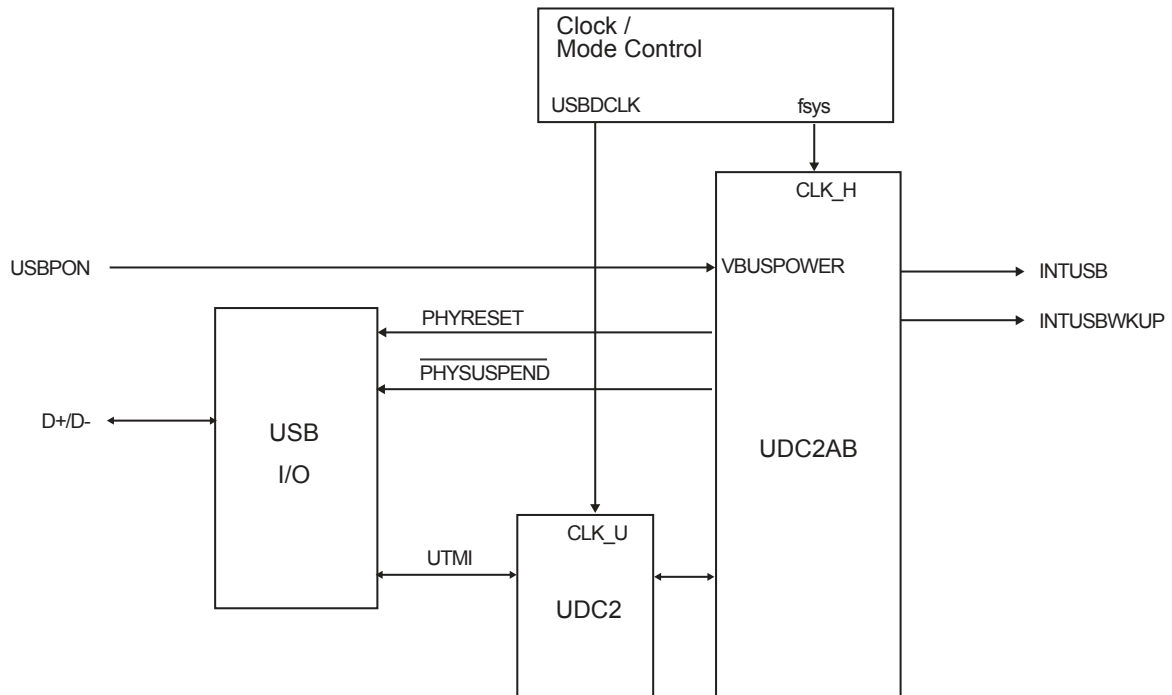 Clock /
Mode Control
USBDCLK
fsys
CLK_H
USBPON
VBUSPOWER
INTUSB
PHYRESET
INTUSBWKUP
PHYSUSPEND
D+/D-
USB
I/O
UDC2AB
CLK_U
UTMI
UDC2